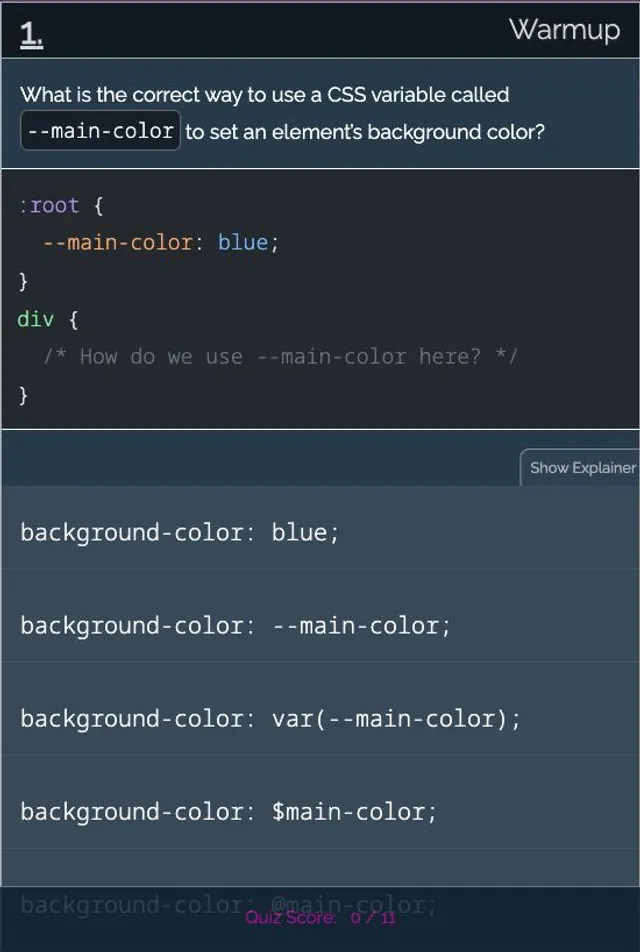 1.
Warmup
What is the correct way to use a CSS variable called
--main-color to set an element's background color?
:root {
--main-color: blue;
}
div {
/* How do we use --main-color here? */
}
Show Explainer
background-color: blue;
background-color: --main-color;
background-color: var(--main-color);
background-color: $main-color;
background-color: @main-color;
Quiz Score: 0 / 11